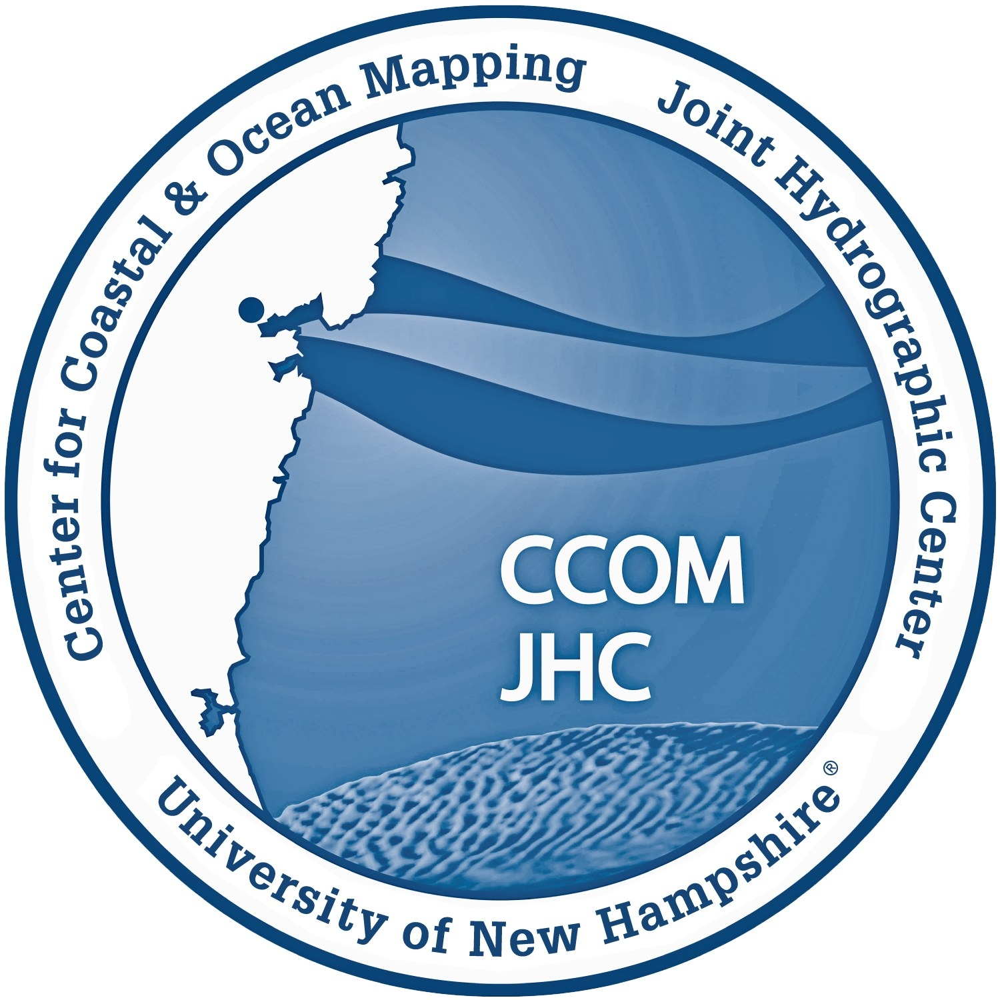 Center for Coastal & Ocean Mapping
Joint Hydrographic Center
CCOM
JHC
University of New Hampshire®